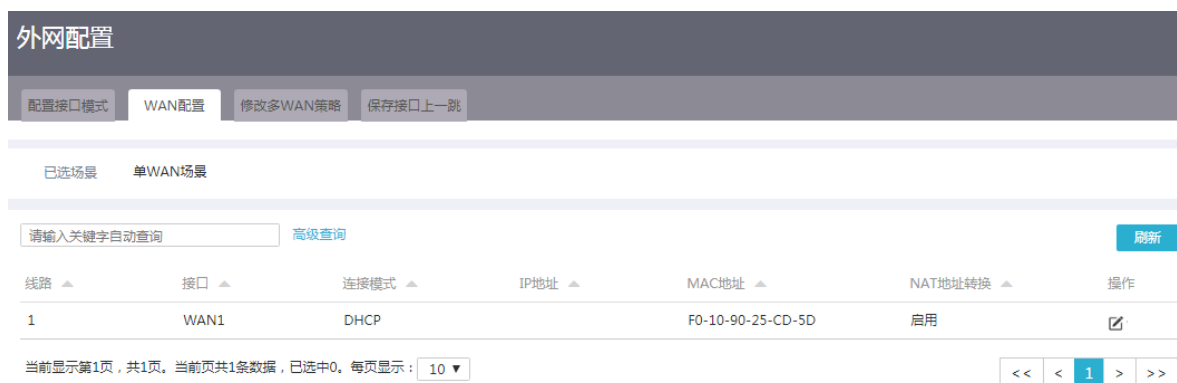 外网配置
配置接口模式 WAN配置 修改多WAN策略 保存接口上一跳
已选场景 单WAN场景
请输入关键字自动查询 高级查询 刷新
线路 接口 连接模式 IP地址 MAC地址 NAT地址转换 操作
1 WAN1 DHCP F0-10-90-25-CD-5D 启用
当前显示第1页，共1页。当前页共1条数据，已选中0。每页显示： 10 ▼ << < 1 > >>